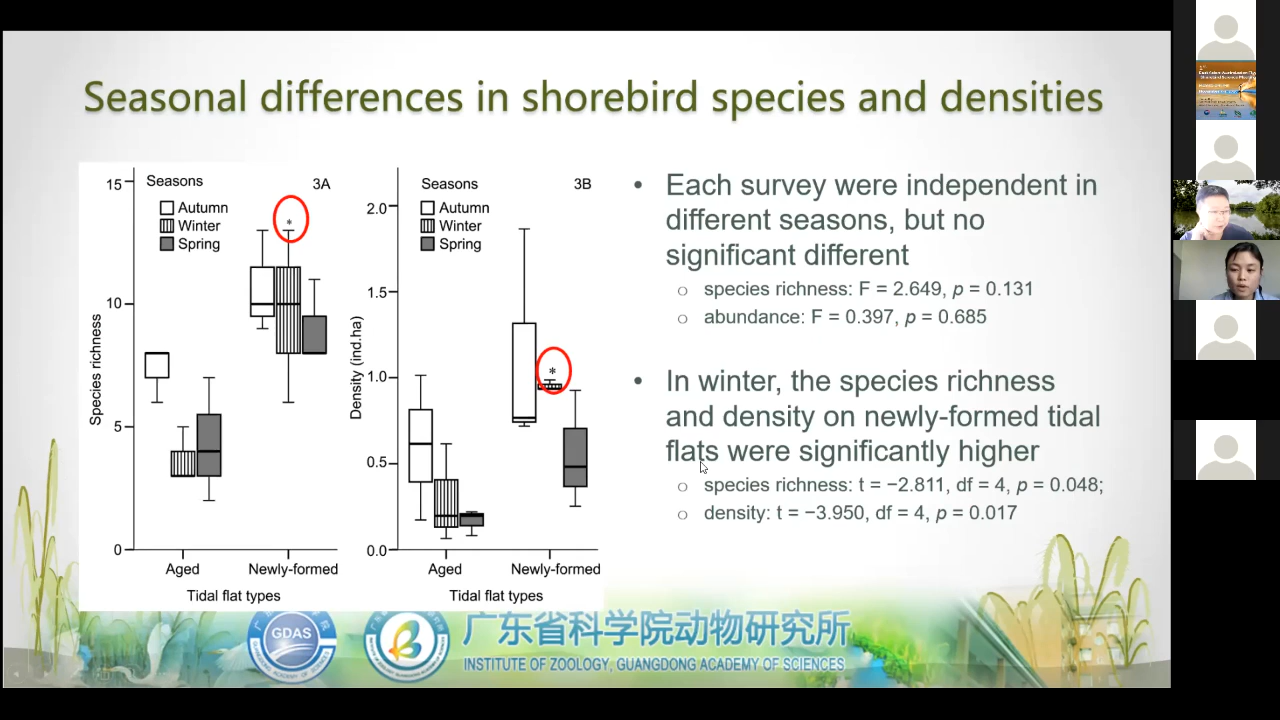 Seasonal differences in shorebird species and densities
15
10
5
0
Species richness
Seasons
3A
Autumn
Winter
Spring
*
Aged
Newly-formed
Tidal flat types
2.0
1.5
1.0
0.5
0.0
Density (ind.ha)
Seasons
3B
Autumn
Winter
Spring
*
Aged
Newly-formed
Tidal flat types
• Each survey were independent in
different seasons, but no
significant different
○ species richness: F = 2.649, p = 0.131
○ abundance: F = 0.397, p = 0.685
• In winter, the species richness
and density on newly-formed tidal
flats were significantly higher
○ species richness: t = −2.811, df = 4, p = 0.048;
○ density: t = −3.950, df = 4, p = 0.017
GDAS
广东省科学院动物研究所
INSTITUTE OF ZOOLOGY, GUANGDONG ACADEMY OF SCIENCES